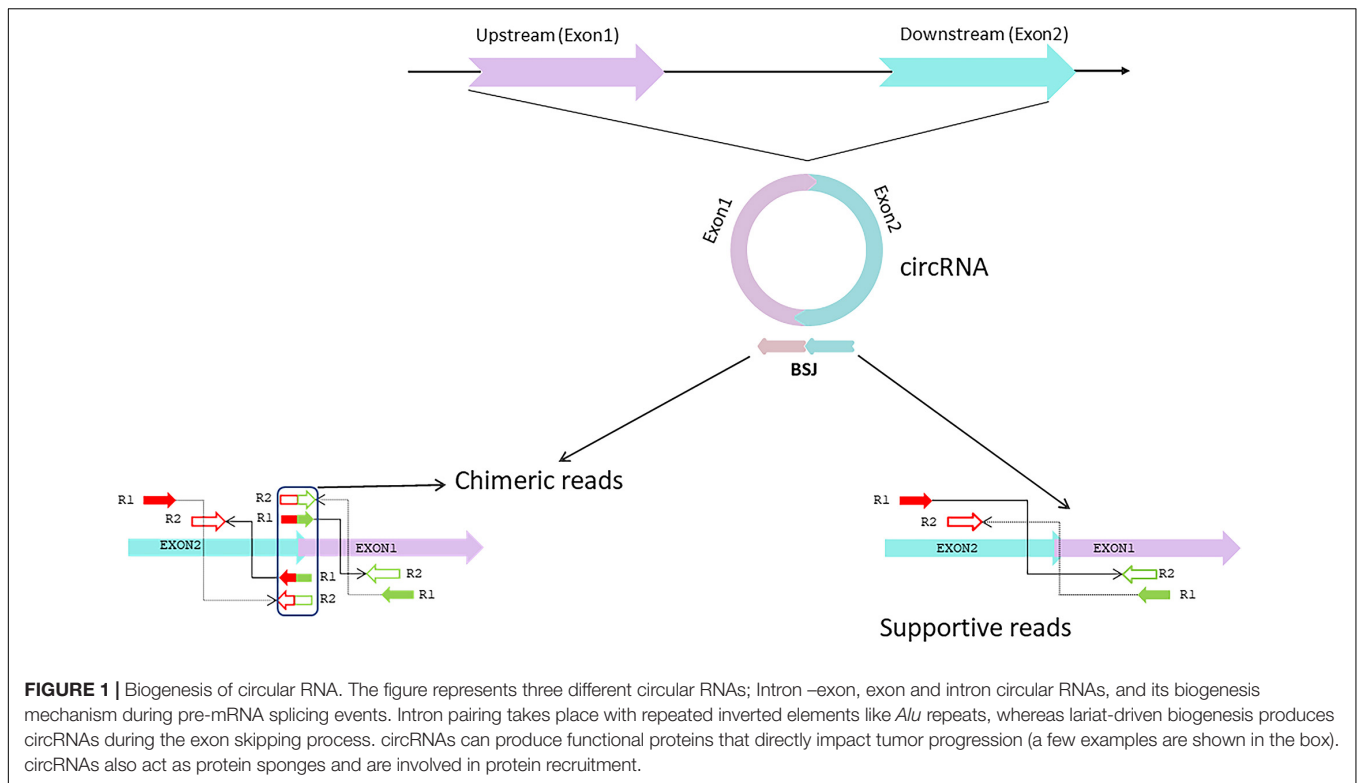 Upstream (Exon1)
Downstream (Exon2)
Exon1
Exon2
circRNA
BSJ
Chimeric reads
R1
R2
R2
R1
EXON2
EXON1
R1
R2
R2
R1
R1
R2
EXON2
EXON1
R2
R1
Supportive reads
FIGURE 1 | Biogenesis of circular RNA. The figure represents three different circular RNAs; Intron –exon, exon and intron circular RNAs, and its biogenesis
mechanism during pre-mRNA splicing events. Intron pairing takes place with repeated inverted elements like Alu repeats, whereas lariat-driven biogenesis produces
circRNAs during the exon skipping process. circRNAs can produce functional proteins that directly impact tumor progression (a few examples are shown in the box).
circRNAs also act as protein sponges and are involved in protein recruitment.